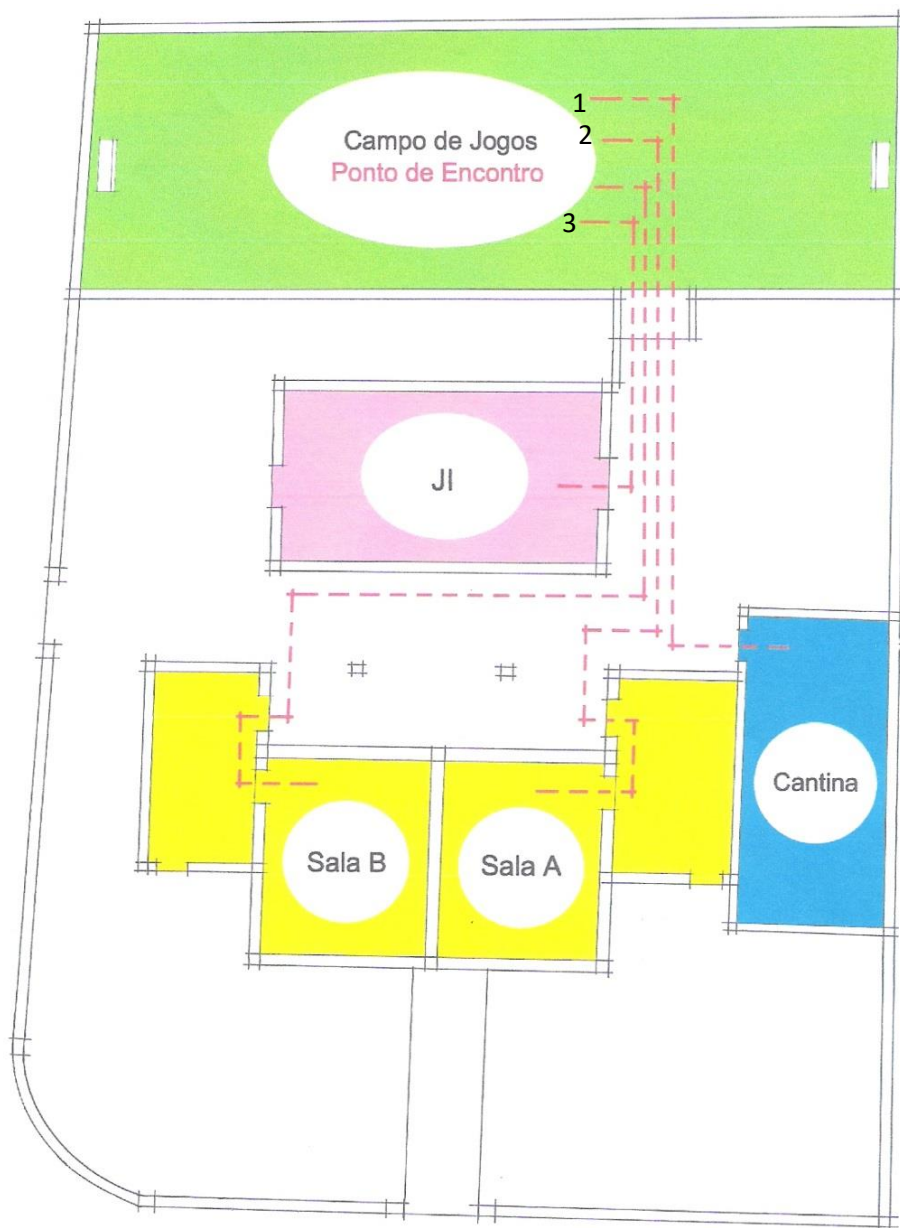 1
Campo de Jogos
2
Ponto de Encontro
3
JI
Cantina
Sala B
Sala A